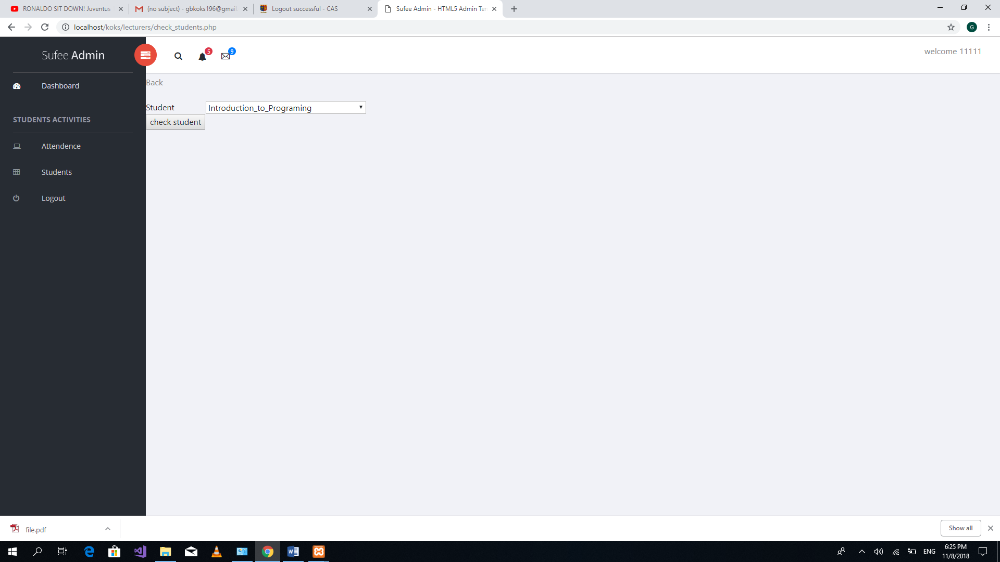 RONALDO SIT DOWN! Juventus
(no subject) - gbkoks196@gmail.
Logout successful - CAS
Sufee Admin - HTML5 Admin Ter
localhost/koks/lecturers/check_students.php
G
Sufee Admin
5
9
welcome 11111
Back
Dashboard
Student
Introduction_to_Programing
check student
STUDENTS ACTIVITIES
Attendence
Students
Logout
file.pdf
Show all
ENG
6:25 PM
11/8/2018